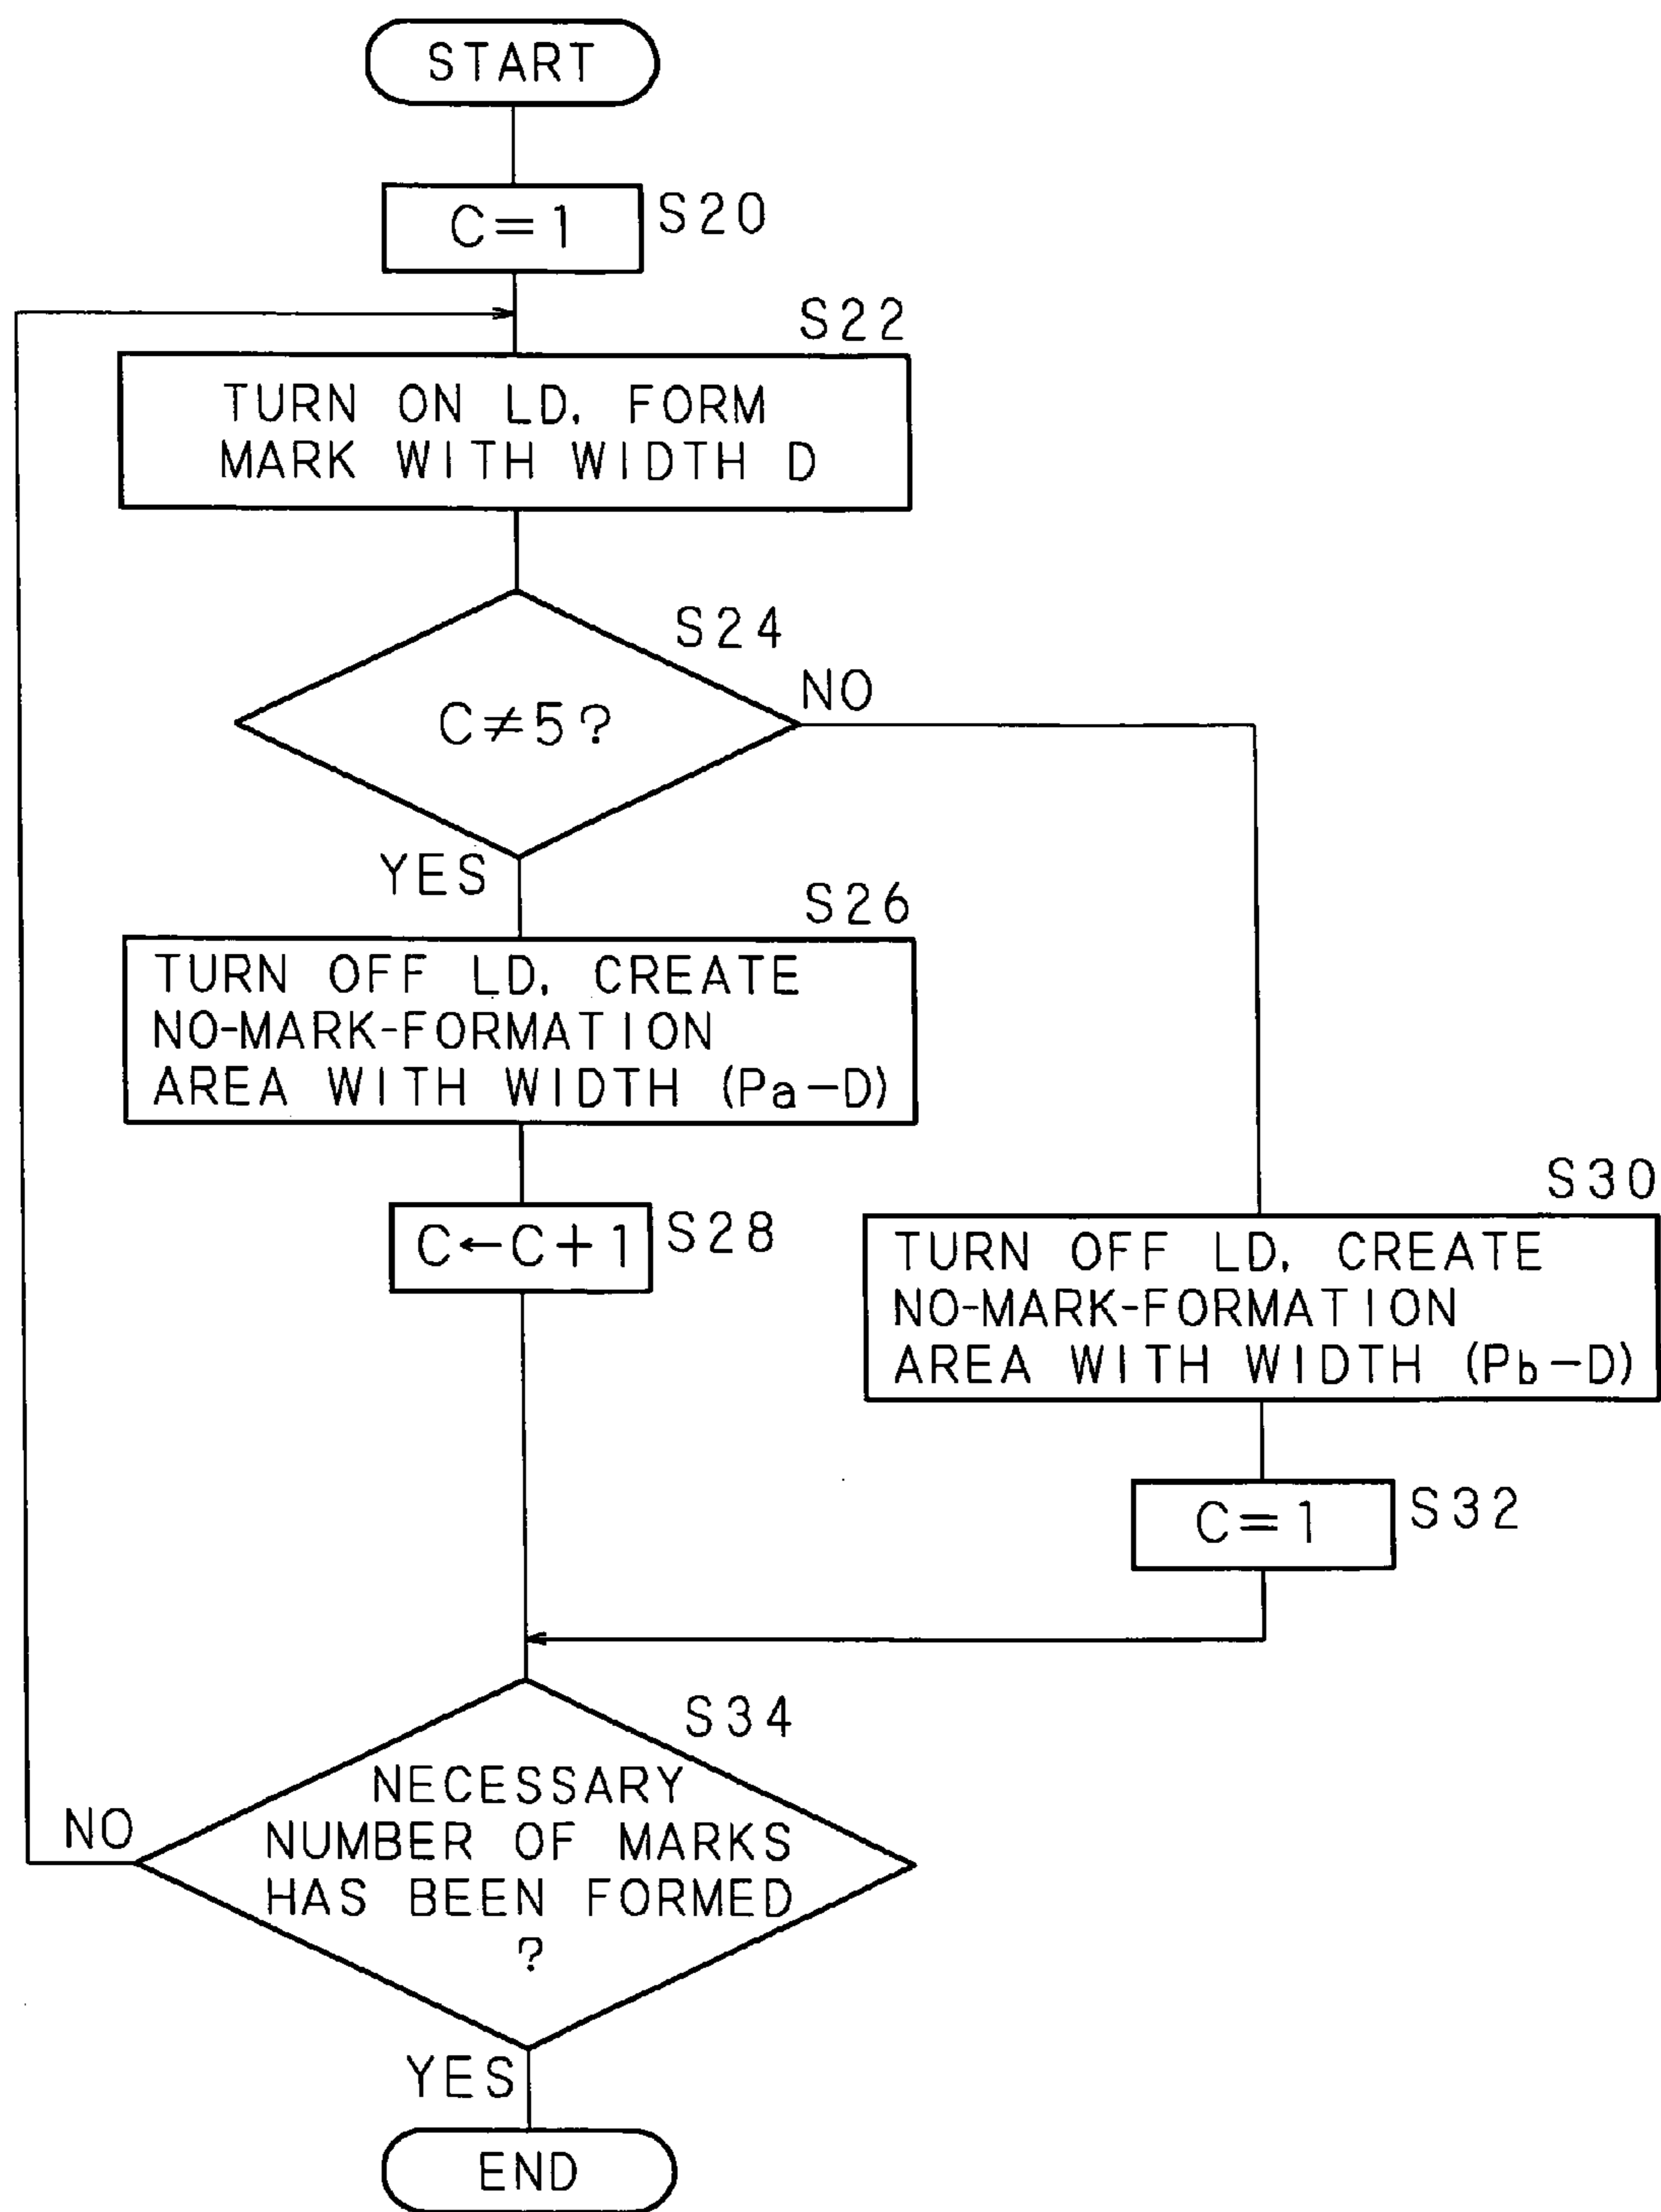 START
C=1
S20
S22
TURN ON LD, FORM
MARK WITH WIDTH D
S24
C≠5?
NO
YES
S26
TURN OFF LD, CREATE
NO-MARK-FORMATION
AREA WITH WIDTH (Pa-D)
C←C+1
S28
S30
TURN OFF LD, CREATE
NO-MARK-FORMATION
AREA WITH WIDTH (Pb-D)
C=1
S32
S34
NECESSARY
NUMBER OF MARKS
HAS BEEN FORMED
?
NO
YES
END